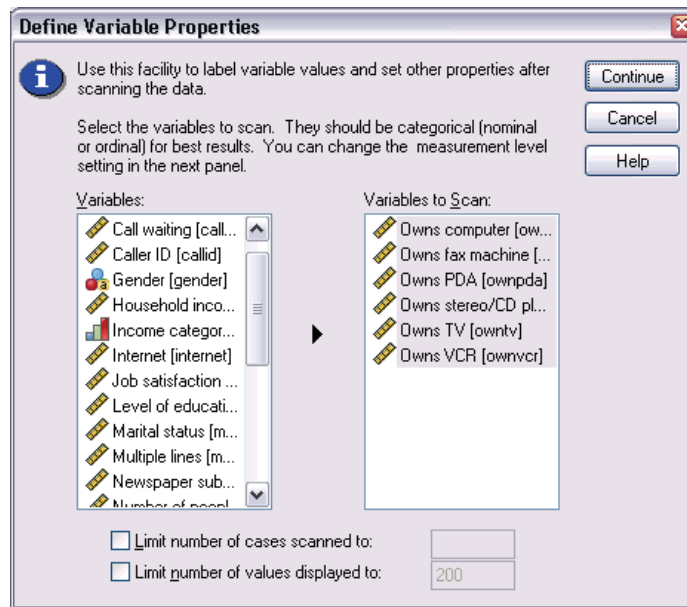 Define Variable Properties
Use this facility to label variable values and set other properties after
scanning the data.
Select the variables to scan. They should be categorical (nominal
or ordinal) for best results. You can change the measurement level
setting in the next panel.
Continue
Cancel
Help
Variables:
Call waiting [call...
Caller ID [callid]
Gender [gender]
Household inco...
Income categor...
Internet [internet]
Job satisfaction ...
Level of educati...
Marital status [m...
Multiple lines [m...
Newspaper sub...
Number of peopl
Variables to Scan:
Owns computer [ow...
Owns fax machine [...
Owns PDA [ownpda]
Owns stereo/CD pl...
Owns TV [owntv]
Owns VCR [ownvcr]
Limit number of cases scanned to:
Limit number of values displayed to:
200